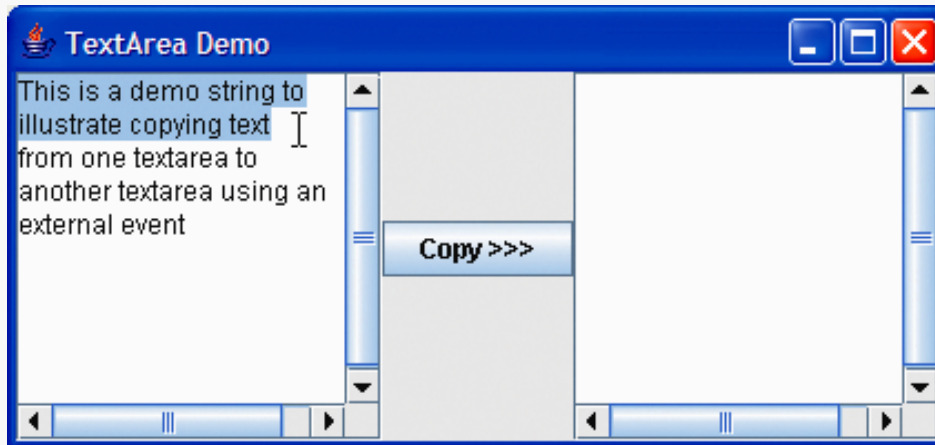 TextArea Demo
This is a demo string to
illustrate copying text
from one textarea to
another textarea using an
external event
Copy >>>